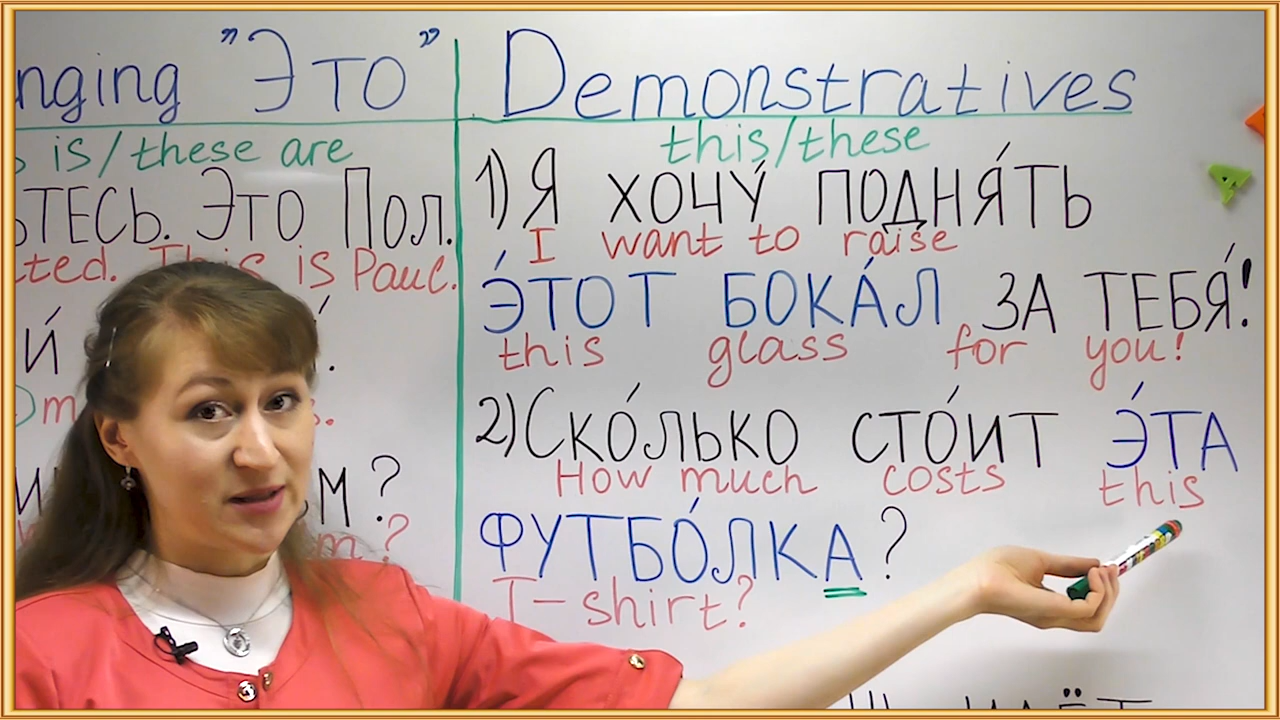 nging "Это"
is/these are
ТЕСЬ. Это Пол.
ted. This is Paul.
Й
.
m s.
М?
m?
Demonstratives
this/these
1) Я ХОЧУ́ ПОДНЯ́ТЬ
I want to raise
Э́ТОТ БОКА́Л ЗА ТЕБЯ́!
this glass for you!
2) Ско́лько сто́ит э́та
How much costs this
ФУТБО́ЛКА?
T-shirt?